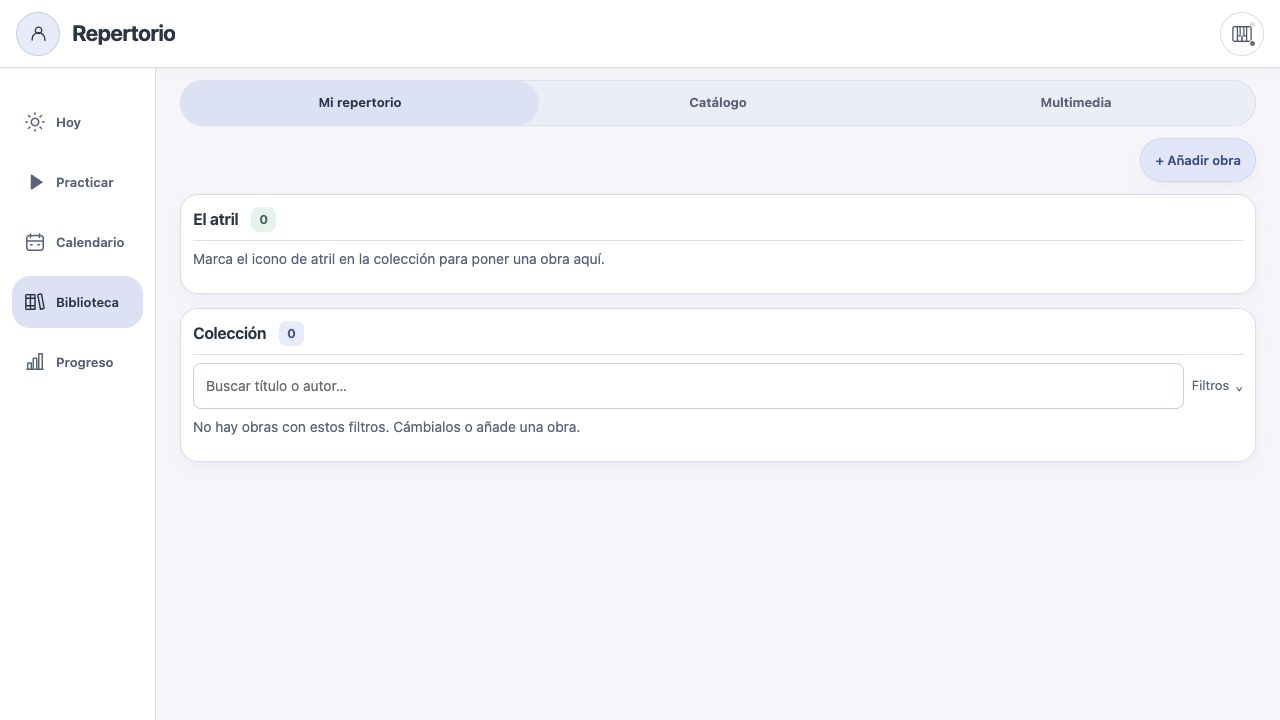 Repertorio
Hoy
Practicar
Calendario
Biblioteca
Progreso
Mi repertorio
Catálogo
Multimedia
+ Añadir obra
El atril 0
Marca el icono de atril en la colección para poner una obra aquí.
Colección 0
Buscar título o autor...
Filtros
No hay obras con estos filtros. Cámbialos o añade una obra.